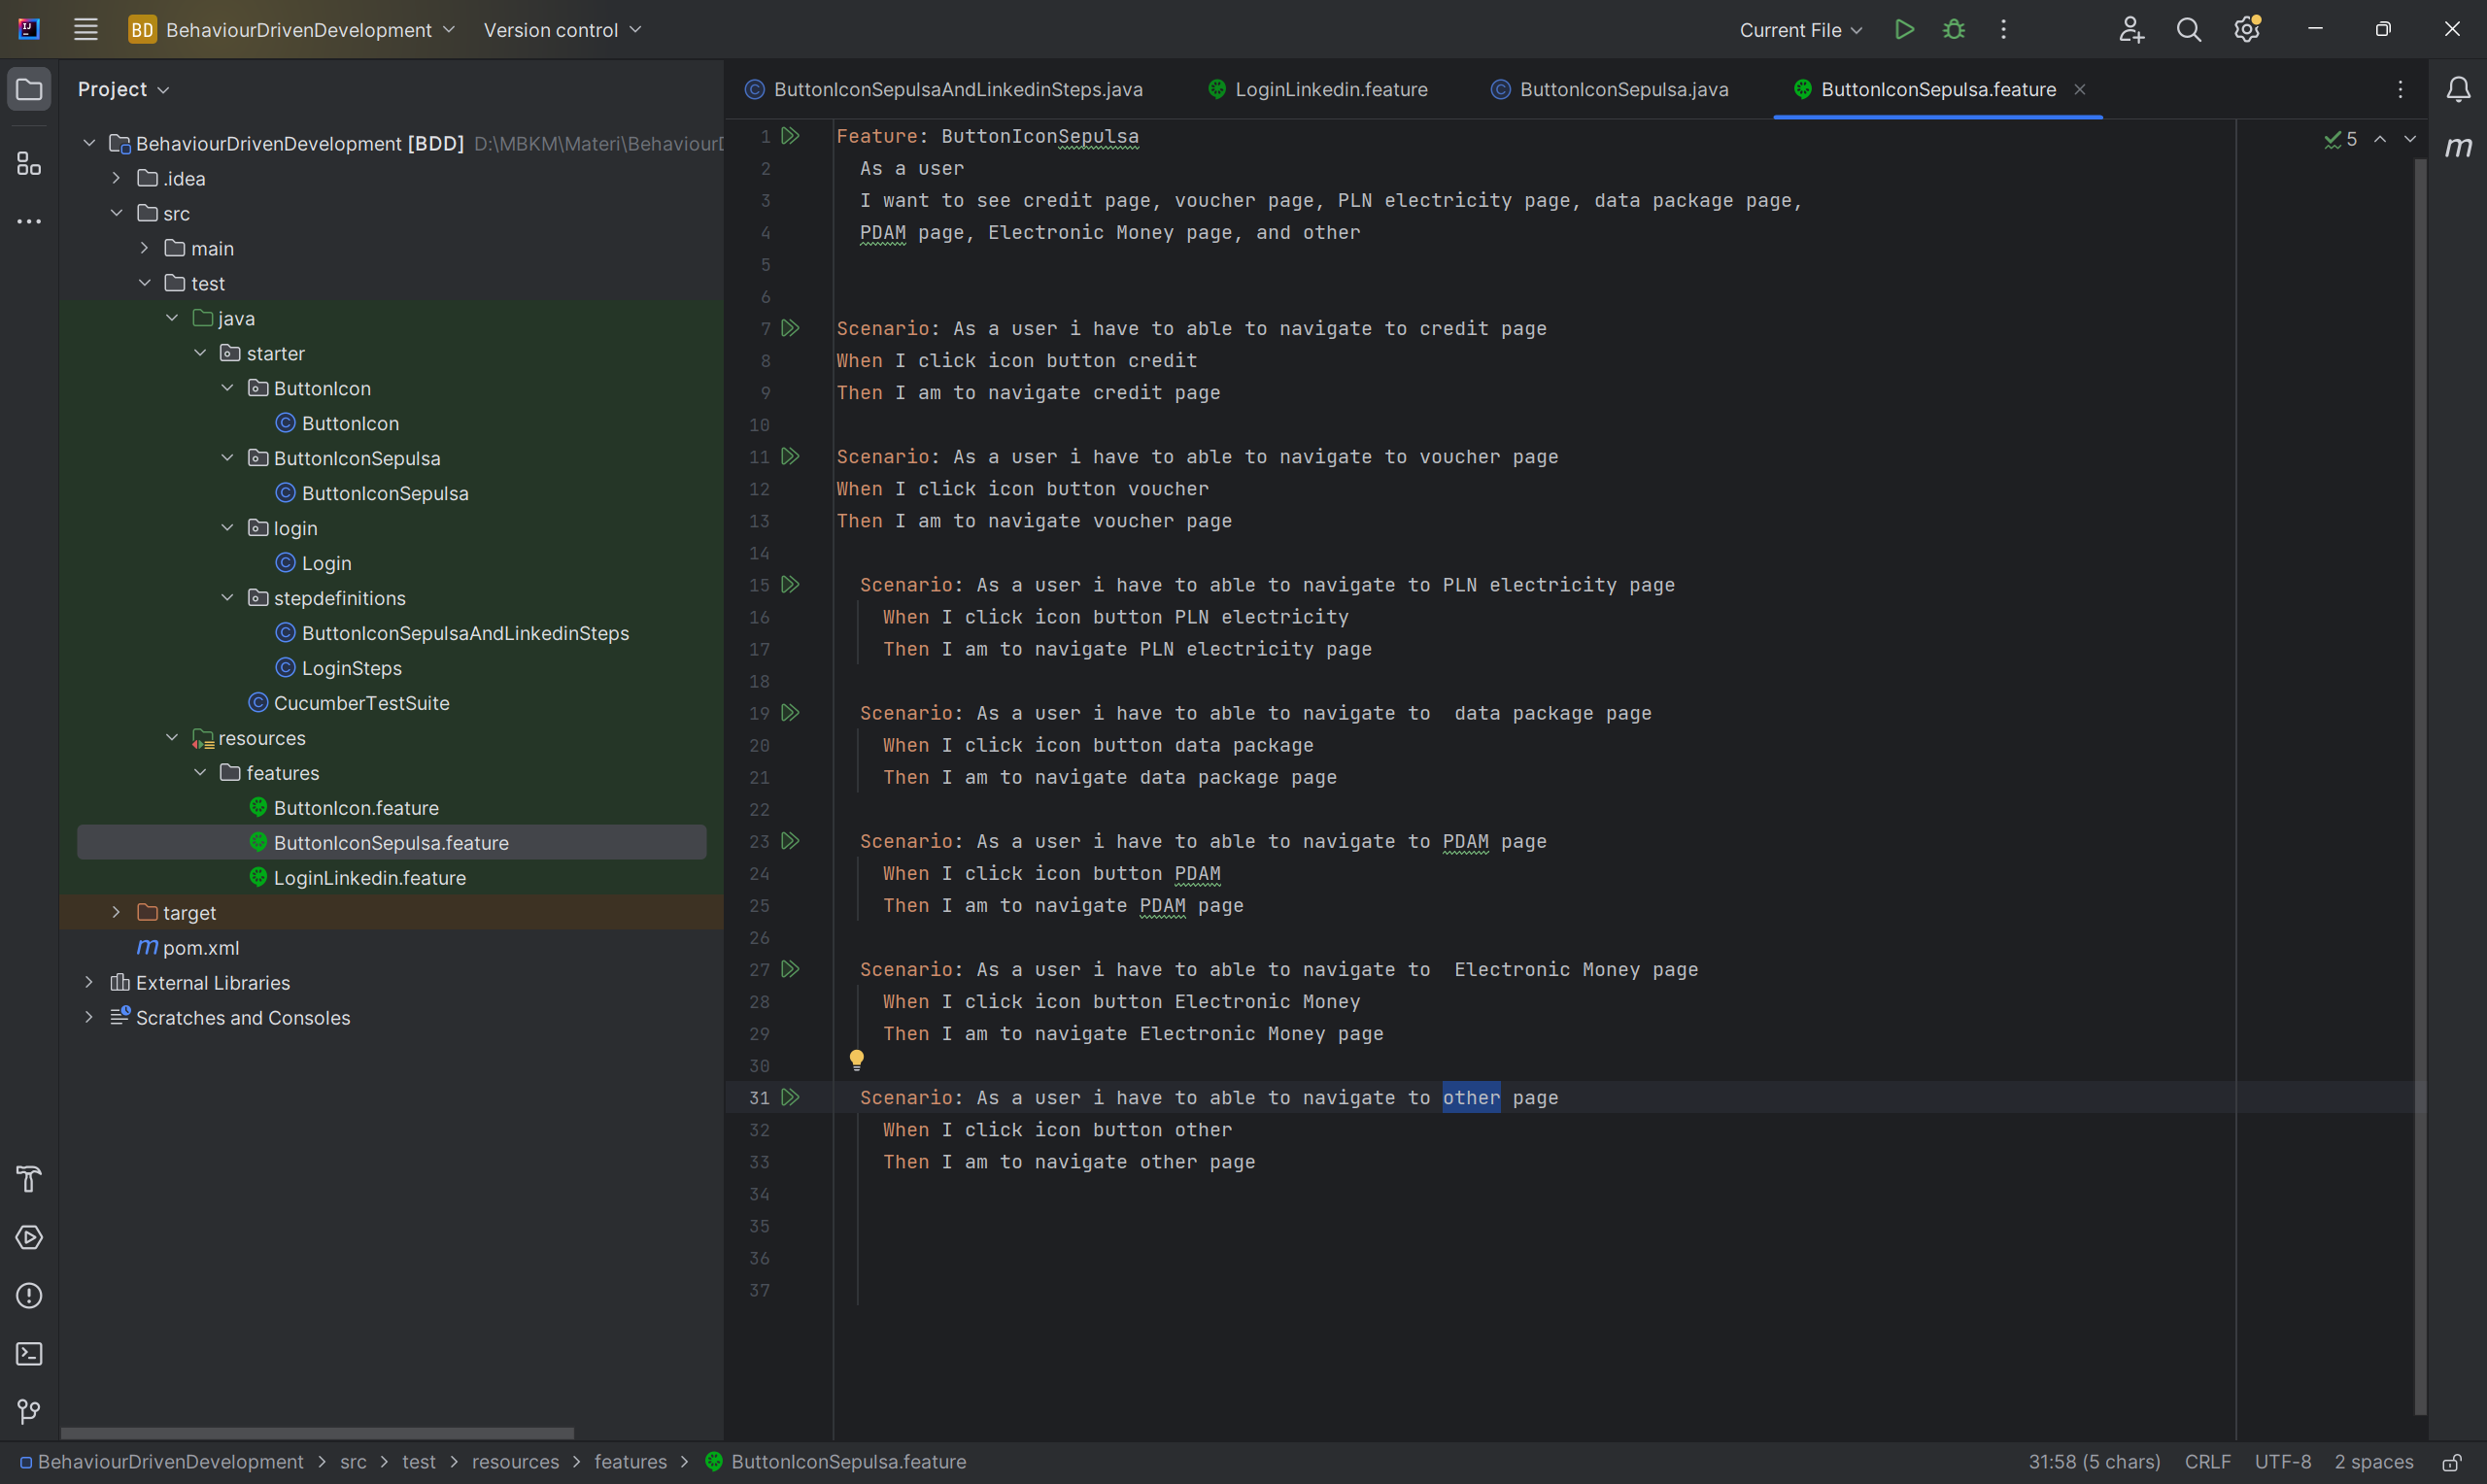 BD BehaviourDrivenDevelopment Version control Current File
Project
BehaviourDrivenDevelopment [BDD] D:\MBKM\Materi\Behaviour
.idea
src
main
test
java
starter
ButtonIcon
ButtonIcon
ButtonIconSepulsa
ButtonIconSepulsa
login
Login
stepdefinitions
ButtonIconSepulsaAndLinkedinSteps
LoginSteps
CucumberTestSuite
resources
features
ButtonIcon.feature
ButtonIconSepulsa.feature
LoginLinkedin.feature
target
pom.xml
External Libraries
Scratches and Consoles
ButtonIconSepulsaAndLinkedinSteps.java LoginLinkedin.feature ButtonIconSepulsa.java ButtonIconSepulsa.feature
5
1 Feature: ButtonIconSepulsa
2 As a user
3 I want to see credit page, voucher page, PLN electricity page, data package page,
4 PDAM page, Electronic Money page, and other
5
6
7 Scenario: As a user i have to able to navigate to credit page
8 When I click icon button credit
9 Then I am to navigate credit page
10
11 Scenario: As a user i have to able to navigate to voucher page
12 When I click icon button voucher
13 Then I am to navigate voucher page
14
15 Scenario: As a user i have to able to navigate to PLN electricity page
16 When I click icon button PLN electricity
17 Then I am to navigate PLN electricity page
18
19 Scenario: As a user i have to able to navigate to  data package page
20 When I click icon button data package
21 Then I am to navigate data package page
22
23 Scenario: As a user i have to able to navigate to PDAM page
24 When I click icon button PDAM
25 Then I am to navigate PDAM page
26
27 Scenario: As a user i have to able to navigate to  Electronic Money page
28 When I click icon button Electronic Money
29 Then I am to navigate Electronic Money page
30
31 Scenario: As a user i have to able to navigate to other page
32 When I click icon button other
33 Then I am to navigate other page
34
35
36
37
BehaviourDrivenDevelopment > src > test > resources > features > ButtonIconSepulsa.feature 31:58 (5 chars) CRLF UTF-8 2 spaces